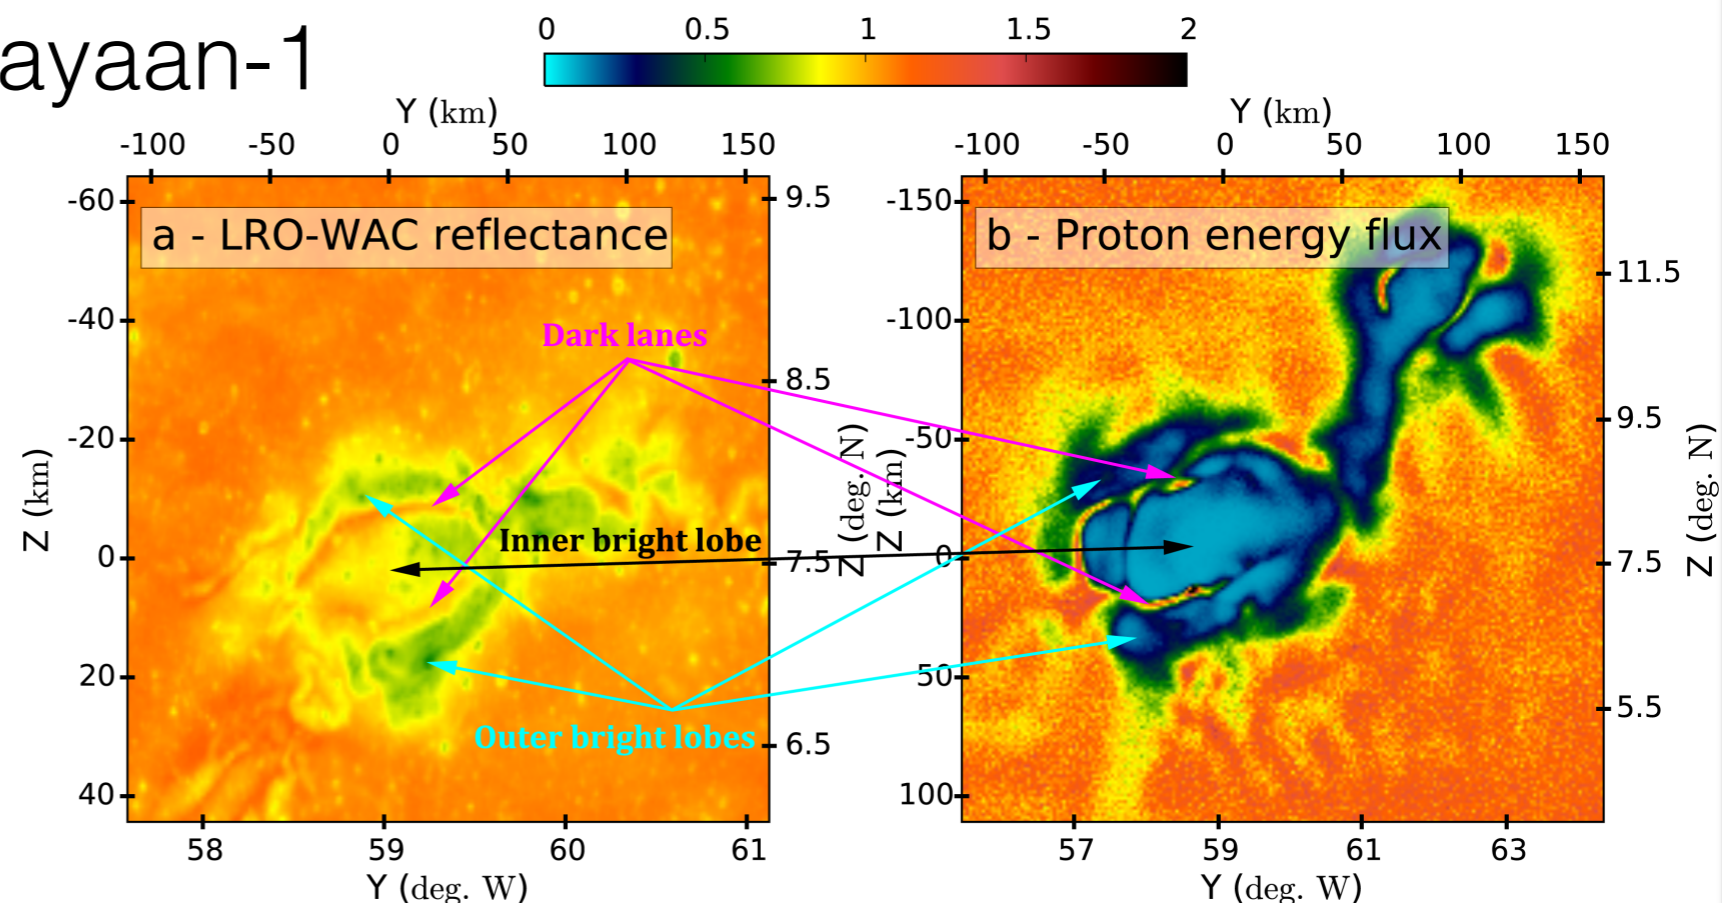 ayaan-1
0 0.5 1 1.5 2
Y (km) Y (km)
-100 -50 0 50 100 150 -100 -50 0 50 100 150
a - LRO-WAC reflectance
b - Proton energy flux
-60 9.5 -150
11.5
-40 -100
Dark lanes
8.5
9.5
-20 -50
Z (km) Z (deg. N) Z (km) Z (deg. N)
Inner bright lobe
0 7.5 0 7.5
20 50
5.5
Outer bright lobes
6.5
40 100
58 59 60 61 57 59 61 63
Y (deg. W) Y (deg. W)